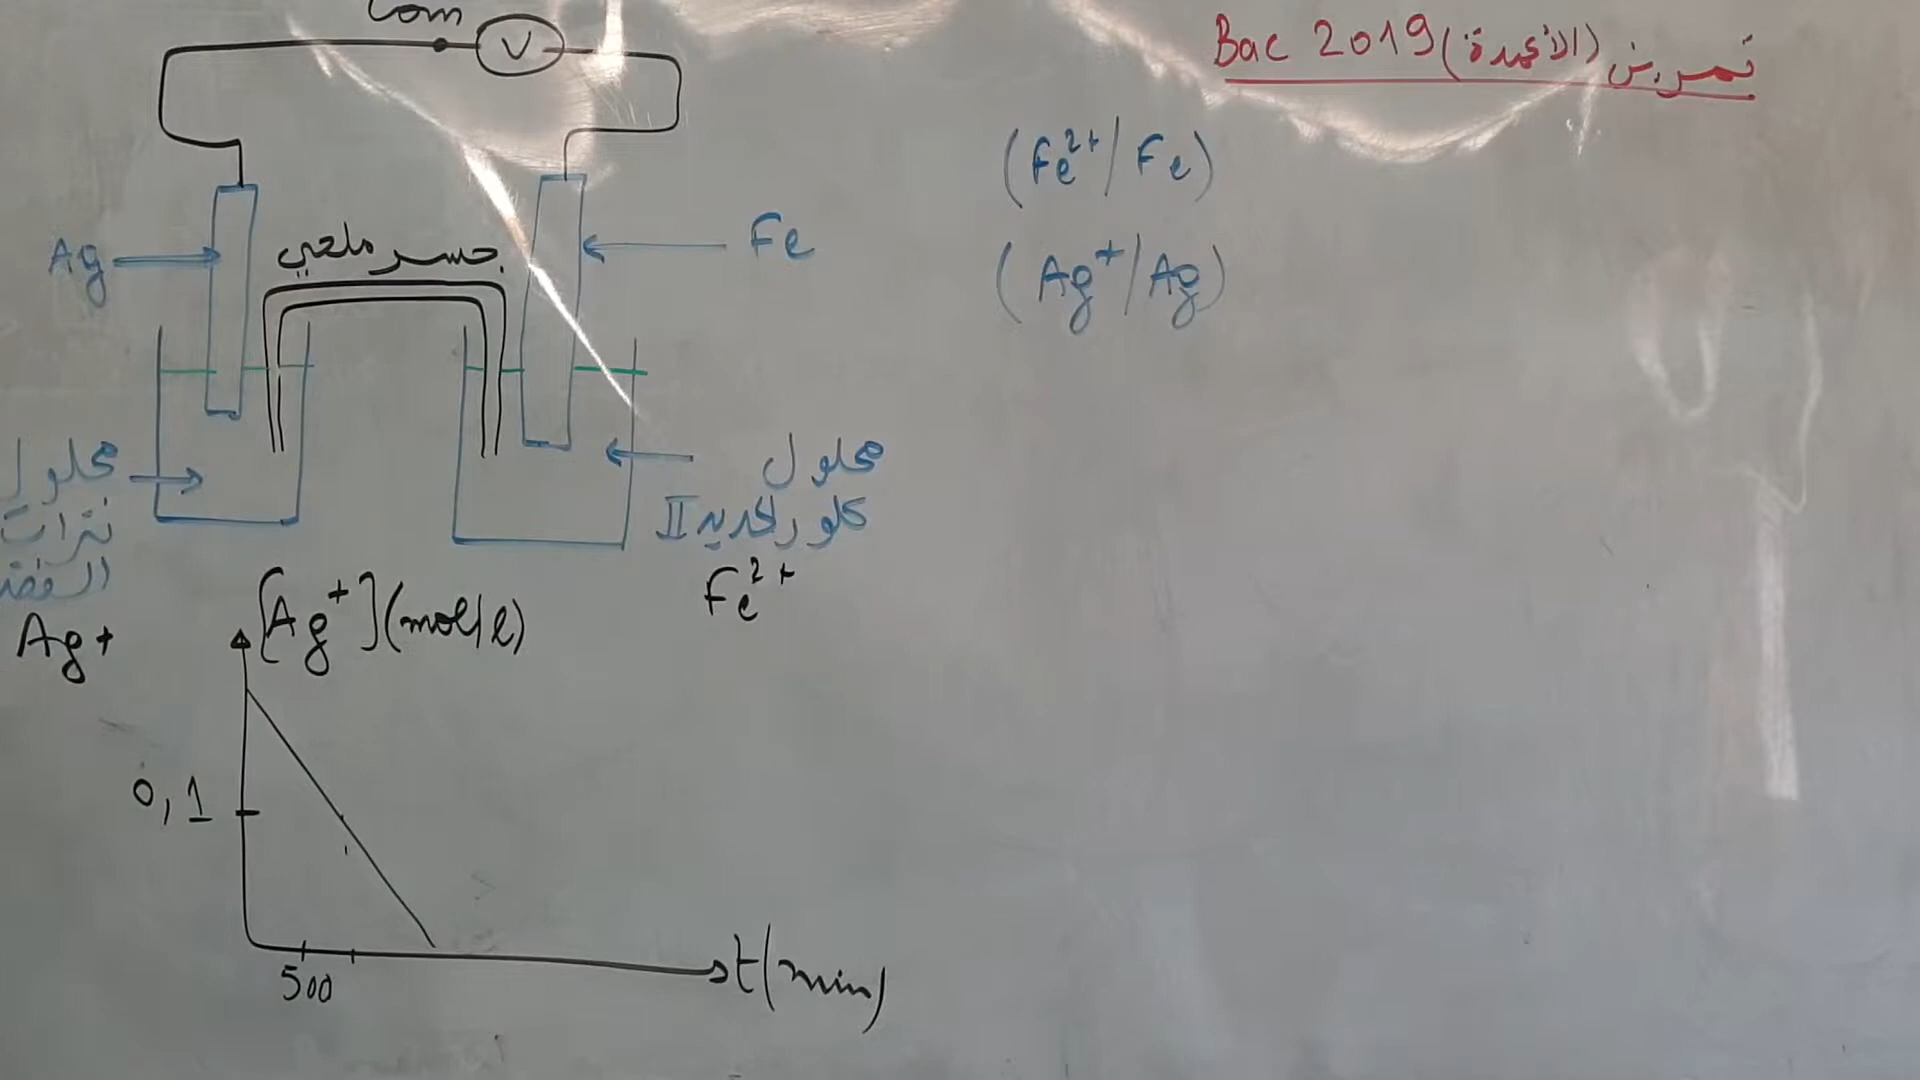 تمرين (الأعمدة) Bac 2019
Com
V
(Fe²⁺/Fe)
(Ag⁺/Ag)
Ag
جسر ملحي
Fe
محلول
نترات
الفضة
Ag+
محلول
كلور الحديد II
Fe²⁺
[Ag⁺](mol/l)
0,1
500
t(min)